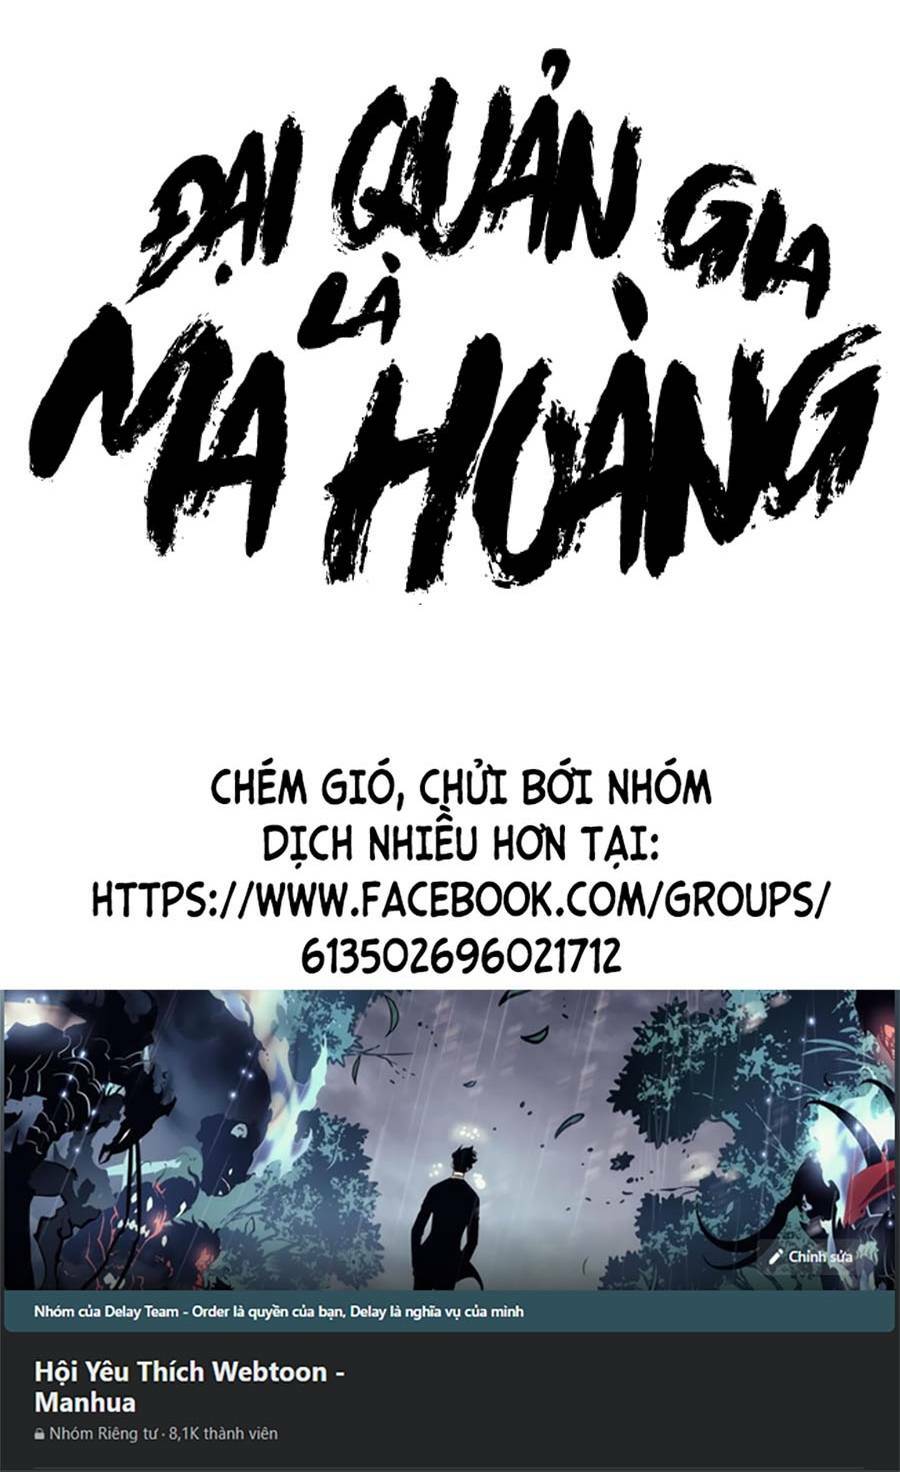 ĐẠI QUẢN GIA
LÀ
MA HOÀNG
CHÉM GIÓ, CHỬI BỚI NHÓM
DỊCH NHIỀU HƠN TẠI:
HTTPS://WWW.FACEBOOK.COM/GROUPS/
613502696021712
Chỉnh sửa
Nhóm của Delay Team - Order là quyền của bạn, Delay là nghĩa vụ của mình
Hội Yêu Thích Webtoon -
Manhua
Nhóm Riêng tư · 8,1K thành viên